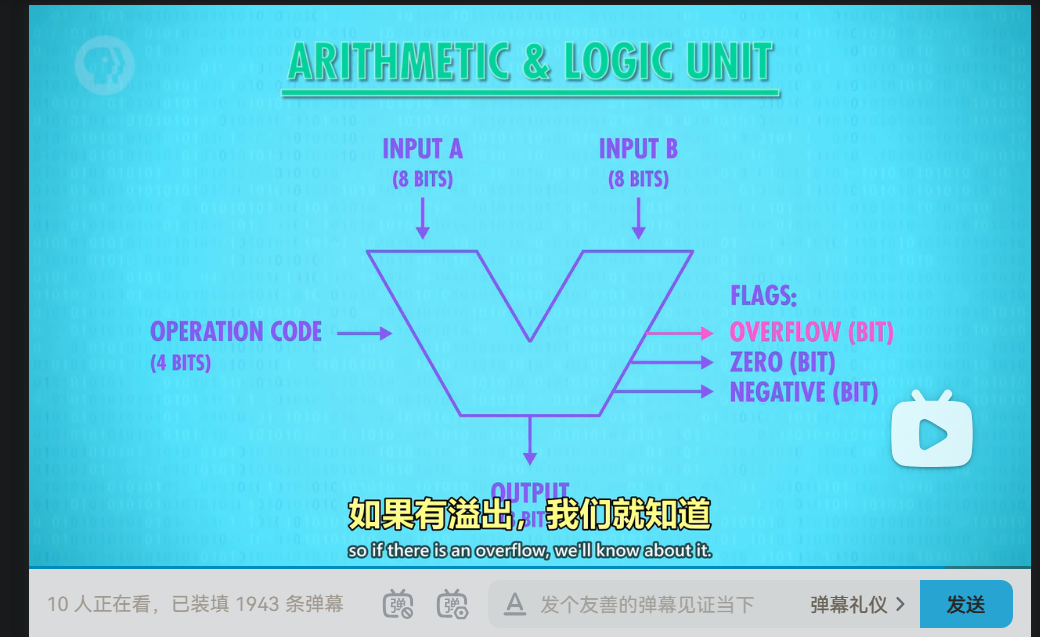 ARITHMETIC & LOGIC UNIT
INPUT A
(8 BITS)
INPUT B
(8 BITS)
OPERATION CODE
(4 BITS)
FLAGS:
OVERFLOW (BIT)
ZERO (BIT)
NEGATIVE (BIT)
OUTPUT
如果有溢出，我们就知道
so if there is an overflow, we'll know about it.
10 人正在看，已装填 1943 条弹幕
弹
弹
A
发个友善的弹幕见证当下
弹幕礼仪 >
发送